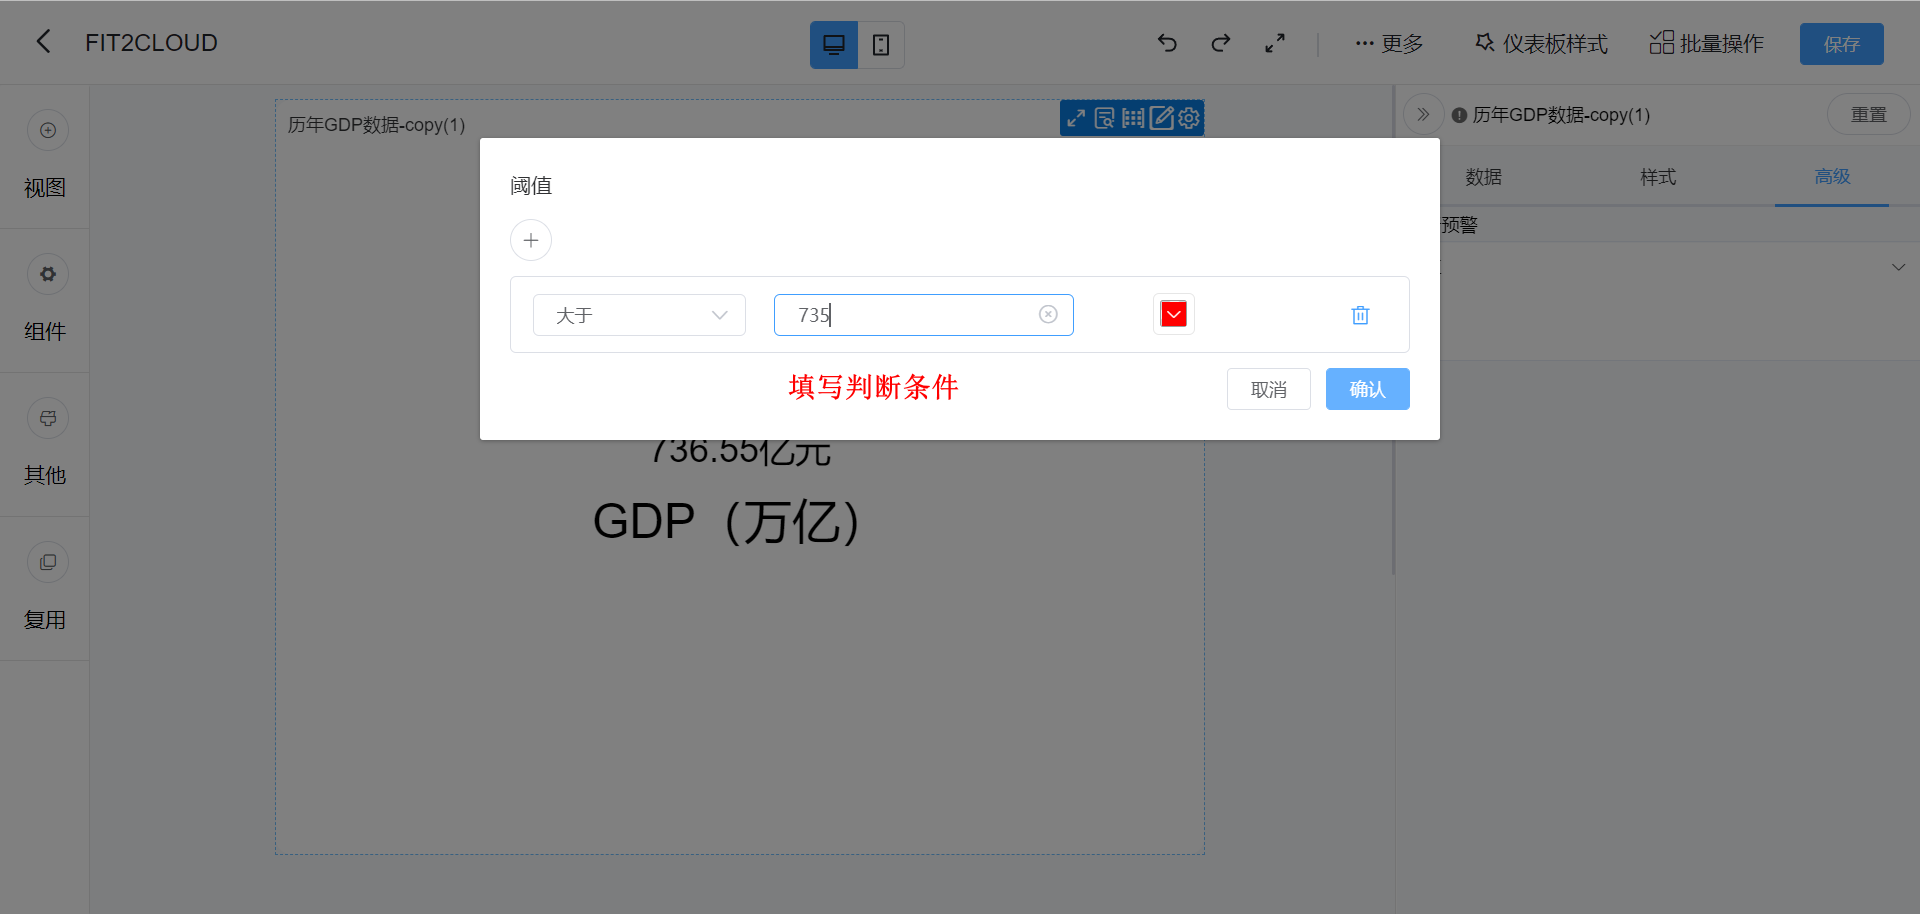 FIT2CLOUD
更多
仪表板样式
批量操作
保存
视图
组件
其他
复用
历年GDP数据-copy(1)
历年GDP数据-copy(1)
重置
数据
样式
高级
预警
阈值
大于
735
填写判断条件
取消
确认
736.55亿元
GDP（万亿）